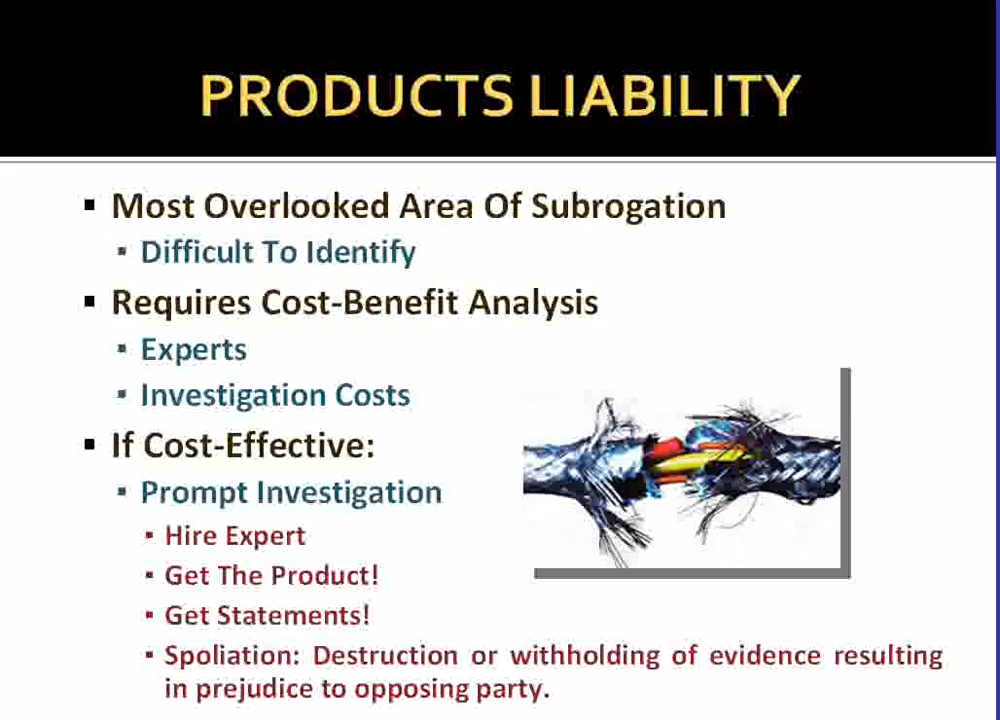 PRODUCTS LIABILITY
Most Overlooked Area Of Subrogation
Difficult To Identify
Requires Cost-Benefit Analysis
Experts
Investigation Costs
If Cost-Effective:
Prompt Investigation
Hire Expert
Get The Product!
Get Statements!
Spoliation: Destruction or withholding of evidence resulting
in prejudice to opposing party.